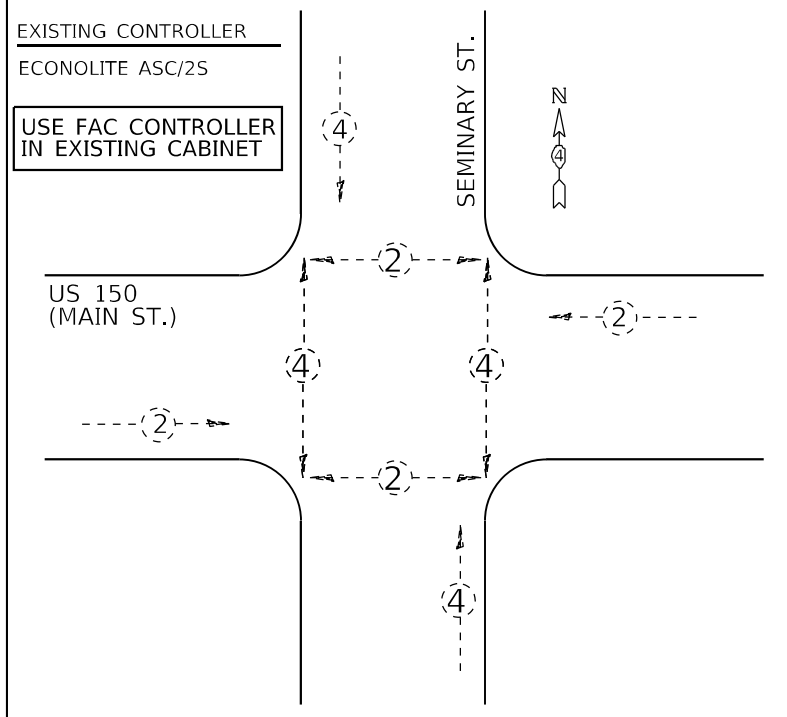 EXISTING CONTROLLER
ECONOLITE ASC/2S
USE FAC CONTROLLER
IN EXISTING CABINET
4
SEMINARY ST.
N
4
2
US 150
(MAIN ST.)
2
4
4
2
2
4